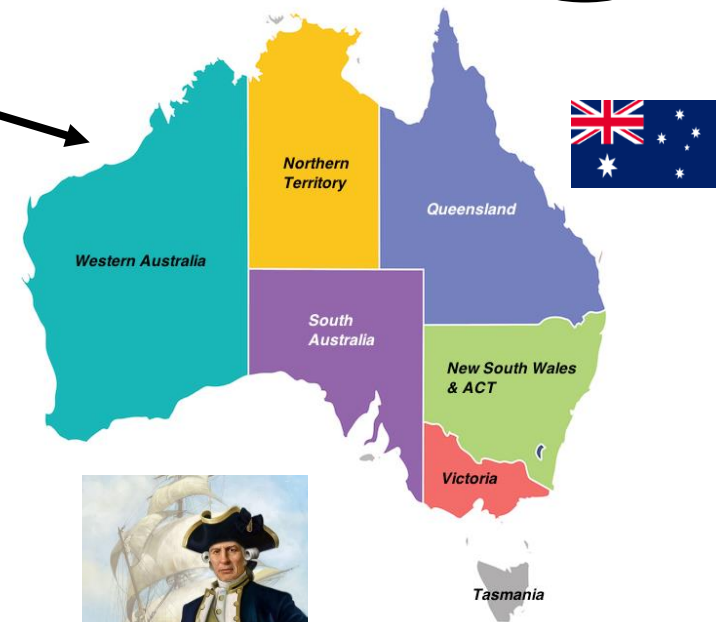 Northern
Territory
Queensland
Western Australia
South
Australia
New South Wales
& ACT
Victoria
Tasmania